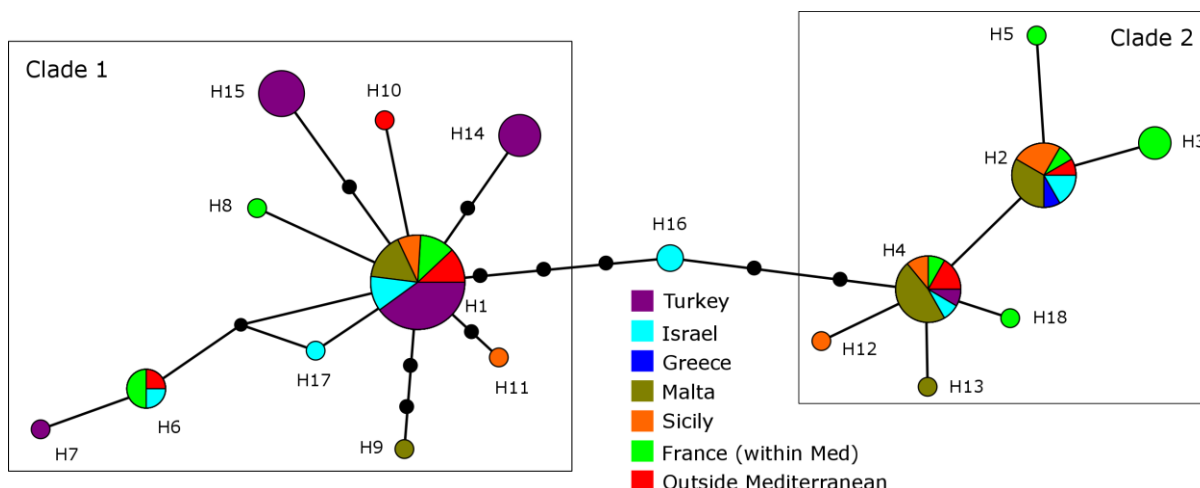 Clade 1
Clade 2
H5
H15
H10
H14
H3
H2
H8
H16
H4
H1
Turkey
Israel
H18
H12
Greece
H17
H11
Malta
H13
Sicily
H6
H7
H9
France (within Med)
Outside Mediterranean